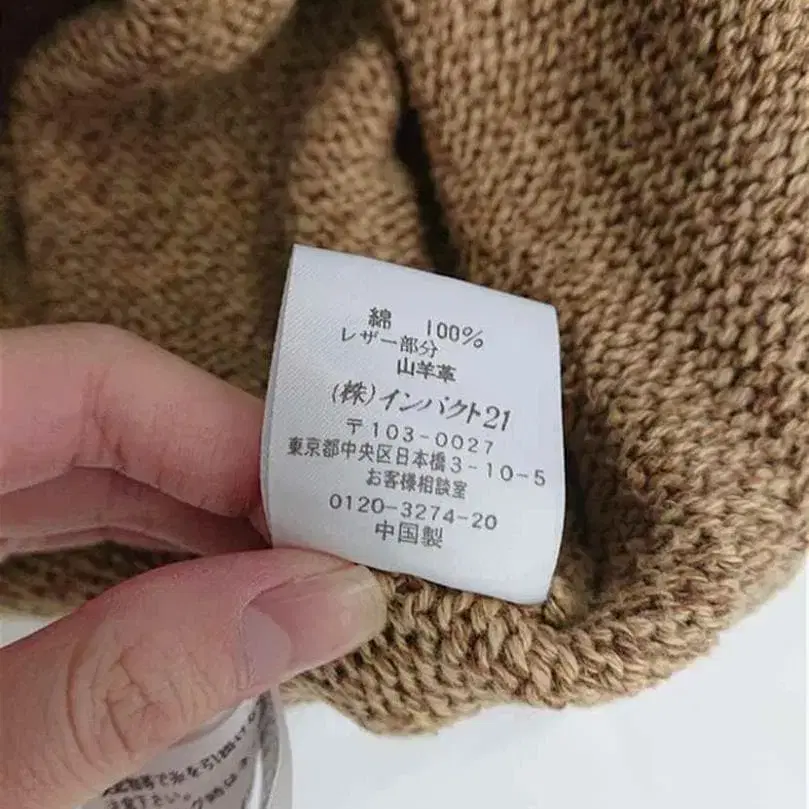 綿 100%
レザー部分
山羊革
(株)インパクト21
〒103-0027
東京都中央区日本橋3-10-5
お客様相談室
0120-3274-20
中国製